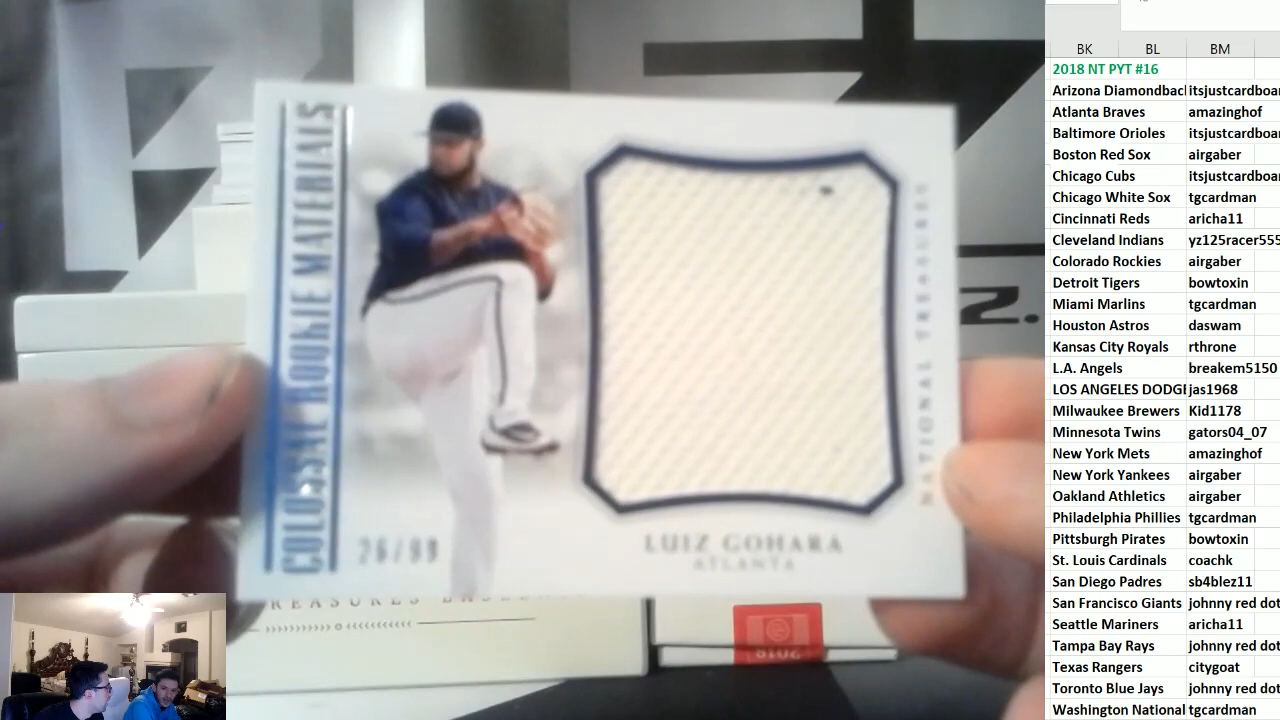 COLOSSAL ROOKIE MATERIALS
26/99
LUIZ GOHARA
ATLANTA
NATIONAL TREASURES
REASURES BASEBA
2018
BK BL BM
2018 NT PYT #16
Arizona Diamondbac itsjustcardboar
Atlanta Braves amazinghof
Baltimore Orioles itsjustcardboar
Boston Red Sox airgaber
Chicago Cubs itsjustcardboar
Chicago White Sox tgcardman
Cincinnati Reds aricha11
Cleveland Indians yz125racer555
Colorado Rockies airgaber
Detroit TIgers bowtoxin
Miami Marlins tgcardman
Houston Astros daswam
Kansas City Royals rthrone
L.A. Angels breakem5150
LOS ANGELES DODG jas1968
Milwaukee Brewers Kid1178
Minnesota Twins gators04_07
New York Mets amazinghof
New York Yankees airgaber
Oakland Athletics airgaber
Philadelphia Phillies tgcardman
Pittsburgh Pirates bowtoxin
St. Louis Cardinals coachk
San Diego Padres sb4blez11
San Francisco Giants johnny red dot
Seattle Mariners aricha11
Tampa Bay Rays johnny red dot
Texas Rangers citygoat
Toronto Blue Jays johnny red dot
Washington National tgcardman